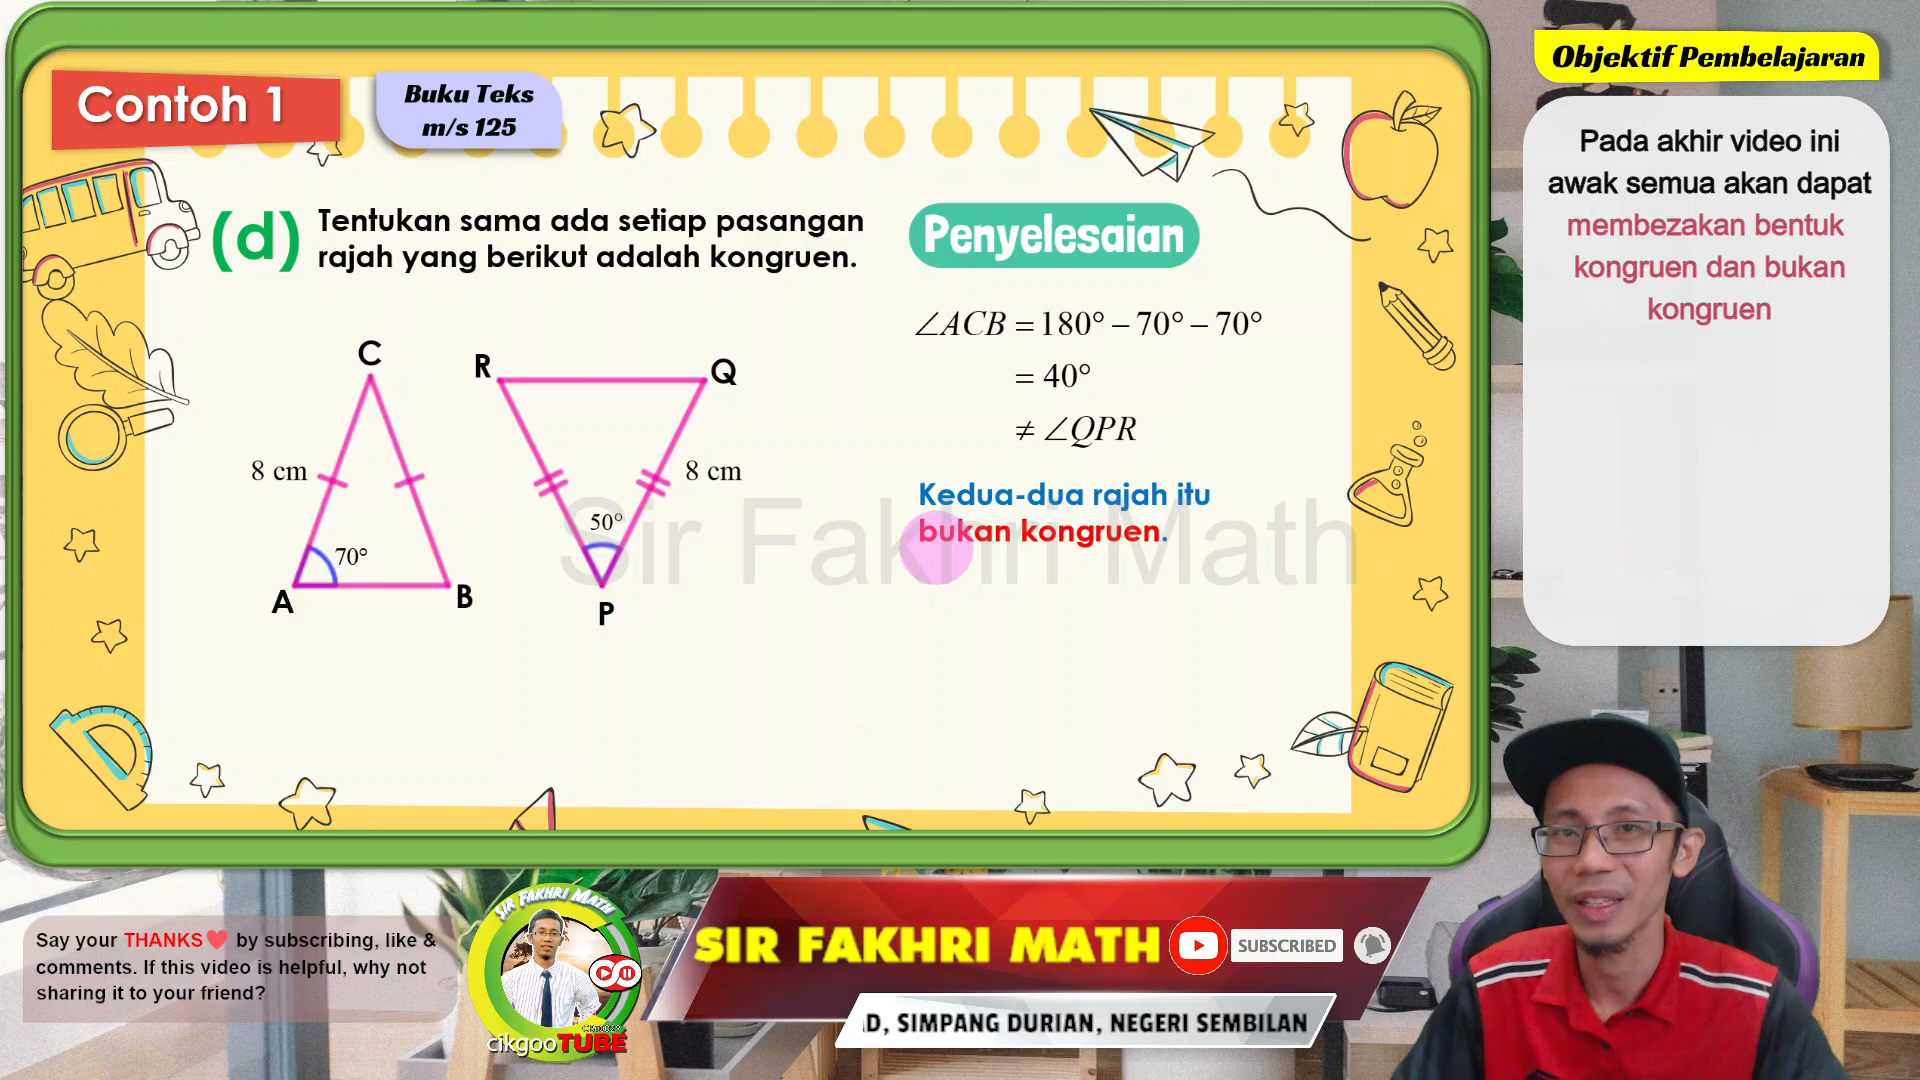 Contoh 1
Buku Teks
m/s 125
(d)
Tentukan sama ada setiap pasangan
rajah yang berikut adalah kongruen.
C
8 cm
70°
A
B
R
Q
8 cm
50°
P
Penyelesaian
∠ACB = 180° – 70° – 70°
= 40°
≠ ∠QPR
Kedua-dua rajah itu
bukan kongruen.
Sir Fakhri Math
Objektif Pembelajaran
Pada akhir video ini
awak semua akan dapat
membezakan bentuk
kongruen dan bukan
kongruen
Say your THANKS❤ by subscribing, like &
comments. If this video is helpful, why not
sharing it to your friend?
SIR FAKHRI MATH
cikgooTUBE
SIR FAKHRI MATH
SUBSCRIBED
D, SIMPANG DURIAN, NEGERI SEMBILAN